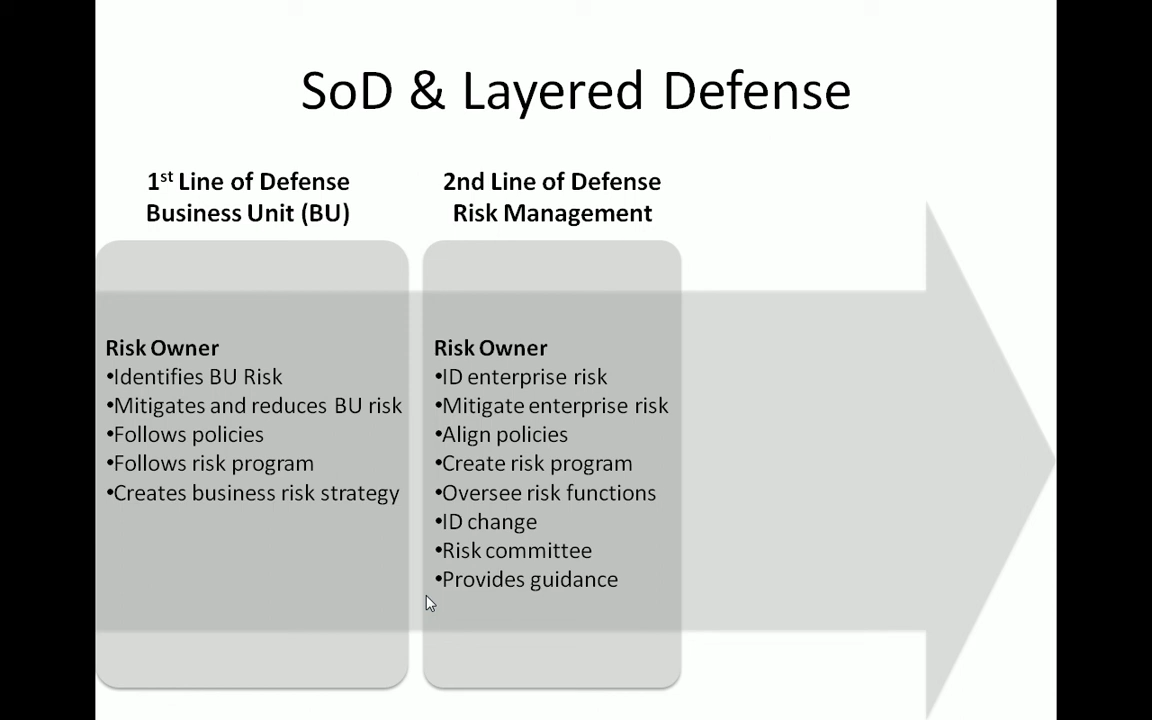 SoD & Layered Defense
1st Line of Defense
Business Unit (BU)
Risk Owner
•Identifies BU Risk
•Mitigates and reduces BU risk
•Follows policies
•Follows risk program
•Creates business risk strategy
2nd Line of Defense
Risk Management
Risk Owner
•ID enterprise risk
•Mitigate enterprise risk
•Align policies
•Create risk program
•Oversee risk functions
•ID change
•Risk committee
•Provides guidance